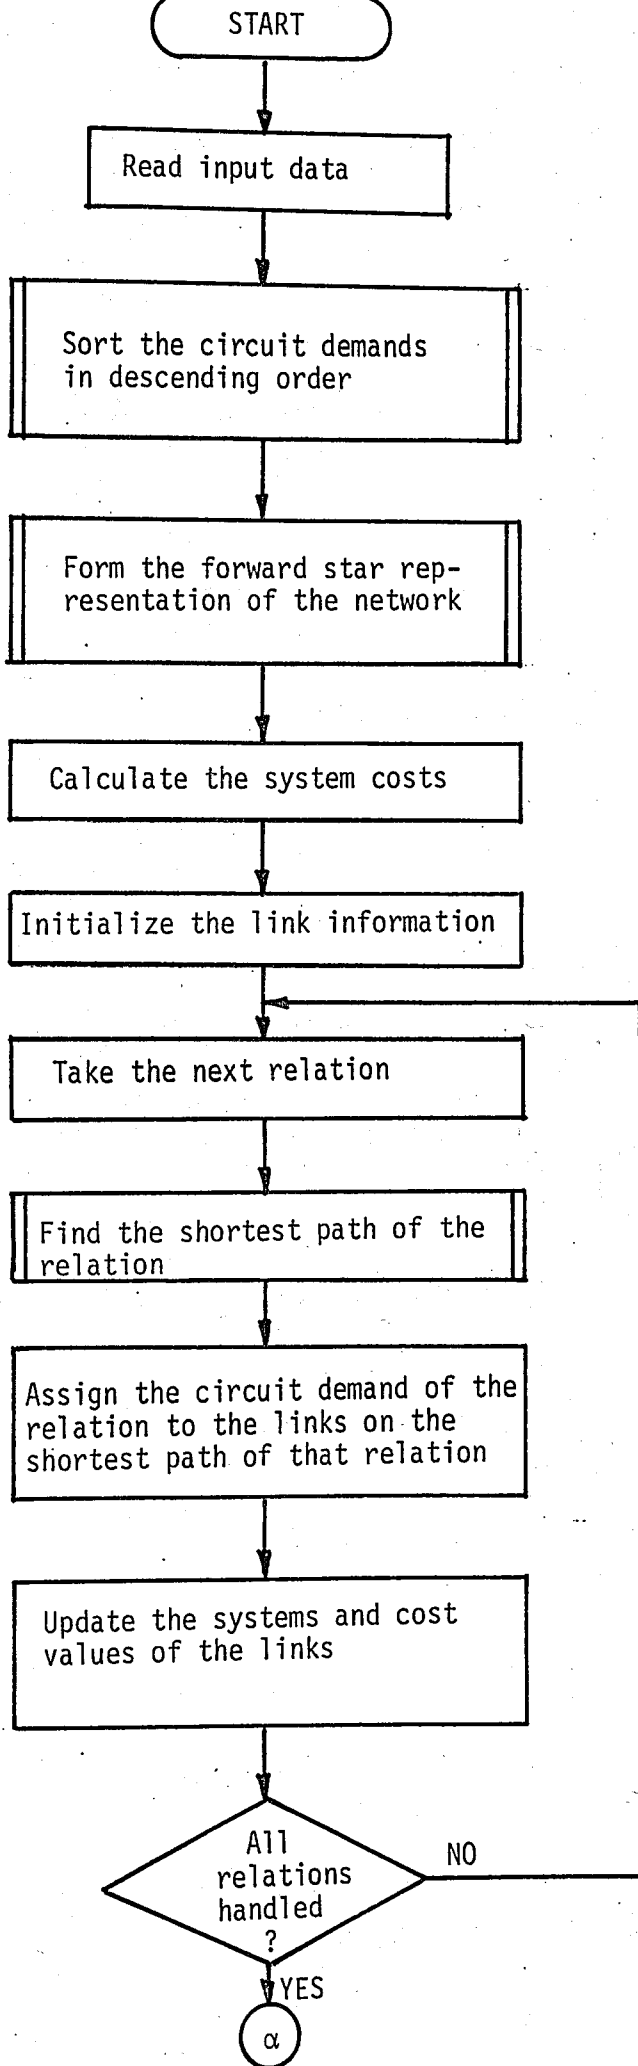 START
Read input data
Sort the circuit demands
in descending order
Form the forward star rep-
resentation of the network
Calculate the system costs
Initialize the link information
Take the next relation
Find the shortest path of the
relation
Assign the circuit demand of the
relation to the links on the
shortest path of that relation
Update the systems and cost
values of the links
All
relations
handled
?
NO
YES
α